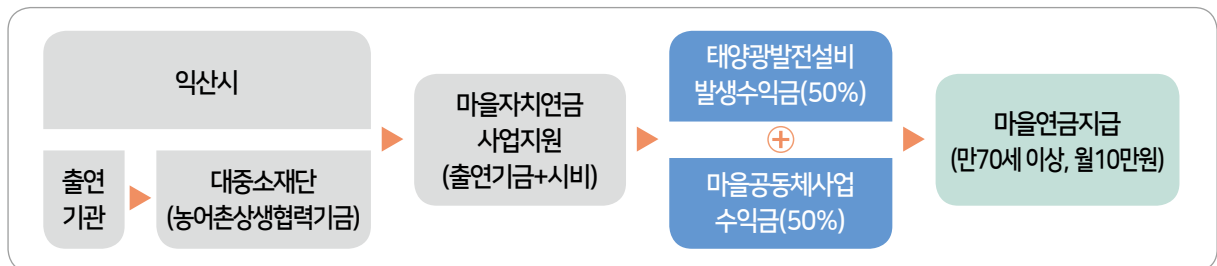 익산시
출연
기관
대중소재단
(농어촌상생협력기금)
마을자치연금
사업지원
(출연기금+시비)
태양광발전설비
발생수익금(50%)
마을공동체사업
수익금(50%)
마을연금지급
(만70세 이상, 월10만원)